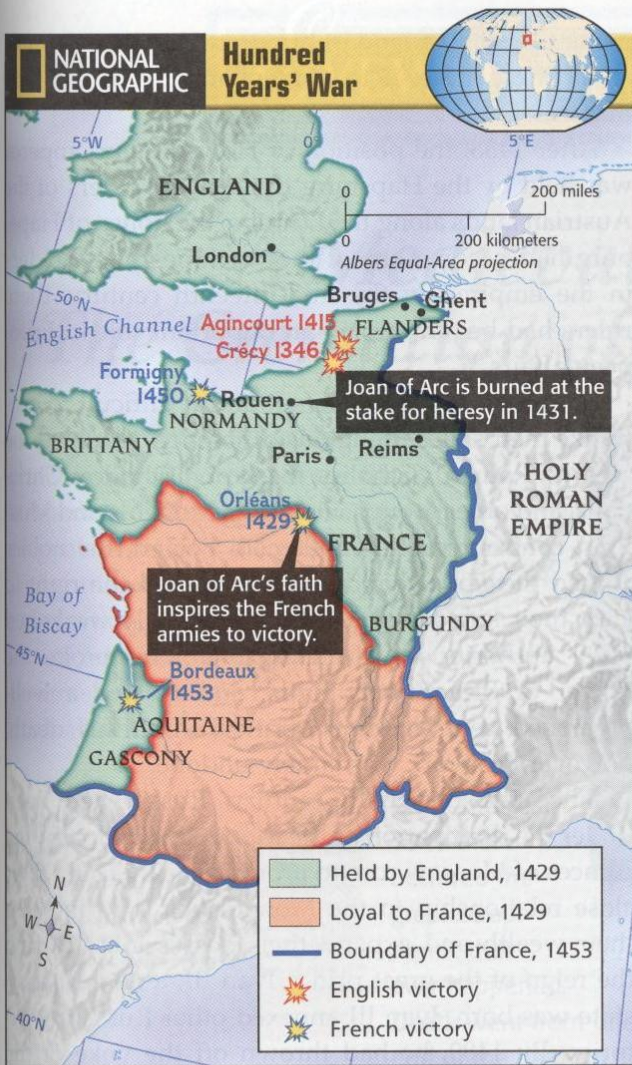 NATIONAL
GEOGRAPHIC
Hundred
Years' War
5°W
0°
5°E
ENGLAND
0
200 miles
0
200 kilometers
Albers Equal-Area projection
London
50°N
English Channel
Bruges
Ghent
Agincourt 1415
FLANDERS
Crécy 1346
Formigny
1450
Rouen
Joan of Arc is burned at the
stake for heresy in 1431.
NORMANDY
BRITTANY
Paris
Reims
HOLY
ROMAN
EMPIRE
Orléans
1429
FRANCE
Joan of Arc's faith
inspires the French
armies to victory.
Bay of
Biscay
BURGUNDY
45°N
Bordeaux
1453
AQUITAINE
GASCONY
Held by England, 1429
Loyal to France, 1429
Boundary of France, 1453
English victory
French victory
N
W
E
S
40°N